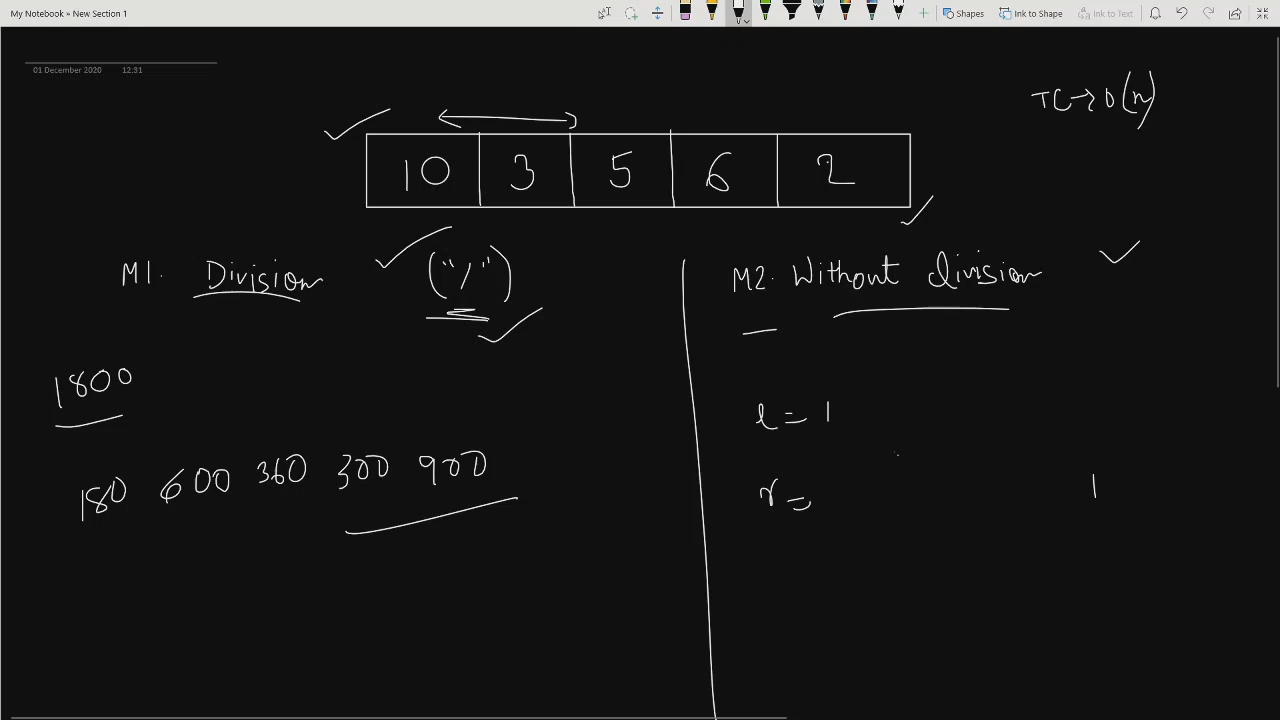 My Notebook » New Section 1
Shapes Ink to Shape Ink to Text
01 December 2020 12:31
TC→O(n)
10 3 5 6 2
M1. Division ("/")
M2. Without division
1800
l = 1
180 600 360 300 900
r = 1